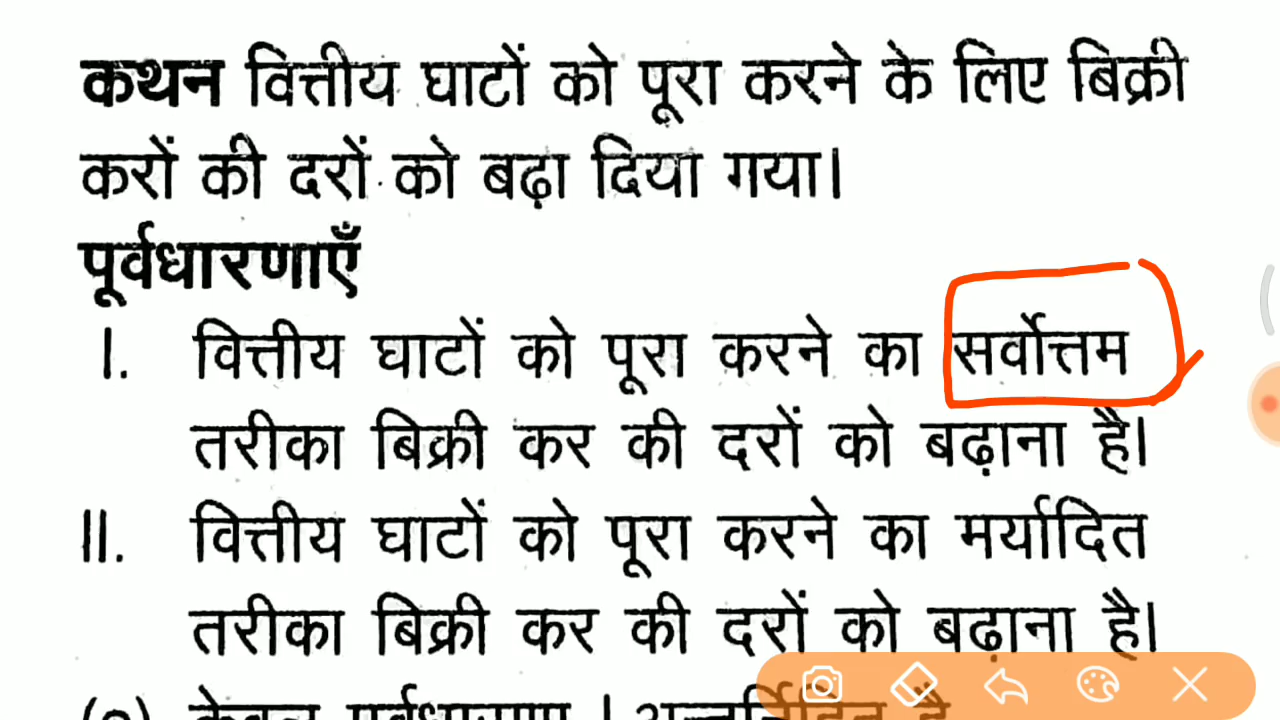 कथन वित्तीय घाटों को पूरा करने के लिए बिक्री
करों की दरों को बढ़ा दिया गया।
पूर्वधारणाएँ
I. वित्तीय घाटों को पूरा करने का सर्वोत्तम
तरीका बिक्री कर की दरों को बढ़ाना है।
II. वित्तीय घाटों को पूरा करने का मर्यादित
तरीका बिक्री कर की दरों को बढ़ाना है।